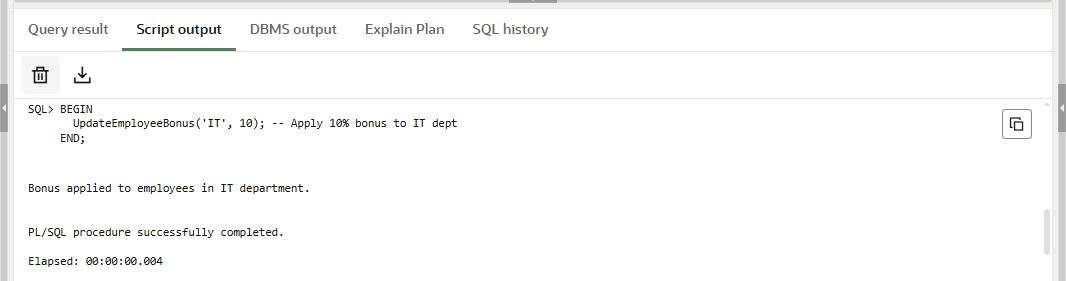 Query result Script output DBMS output Explain Plan SQL history
SQL> BEGIN
UpdateEmployeeBonus('IT', 10); -- Apply 10% bonus to IT dept
END;
Bonus applied to employees in IT department.
PL/SQL procedure successfully completed.
Elapsed: 00:00:00.004